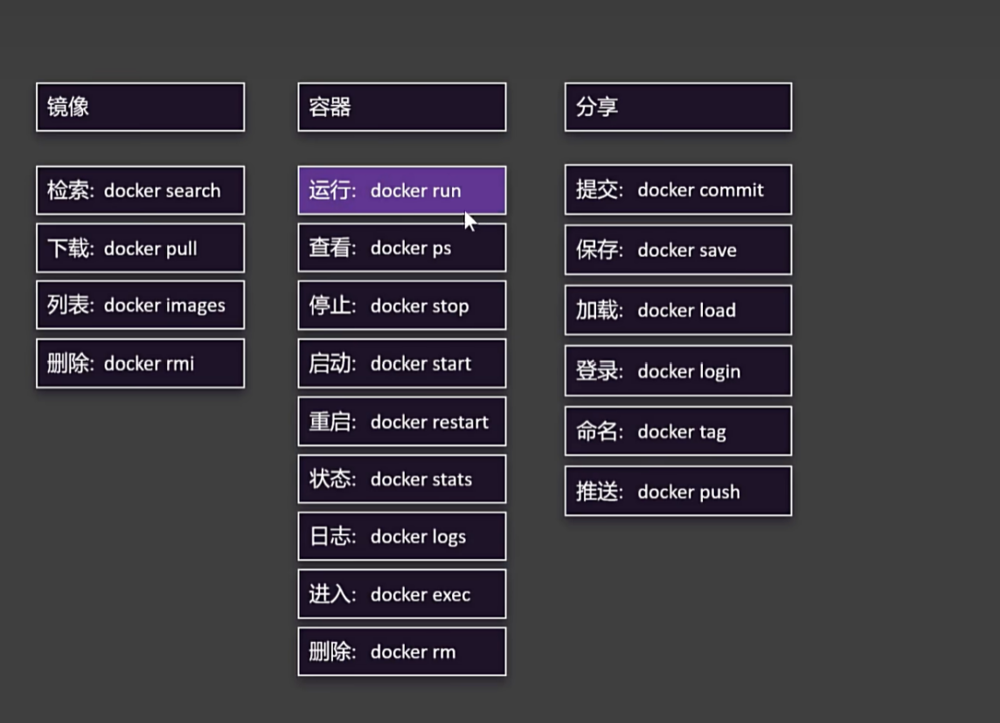 镜像
检索: docker search
下载: docker pull
列表: docker images
删除: docker rmi
容器
运行: docker run
查看: docker ps
停止: docker stop
启动: docker start
重启: docker restart
状态: docker stats
日志: docker logs
进入: docker exec
删除: docker rm
分享
提交: docker commit
保存: docker save
加载: docker load
登录: docker login
命名: docker tag
推送: docker push